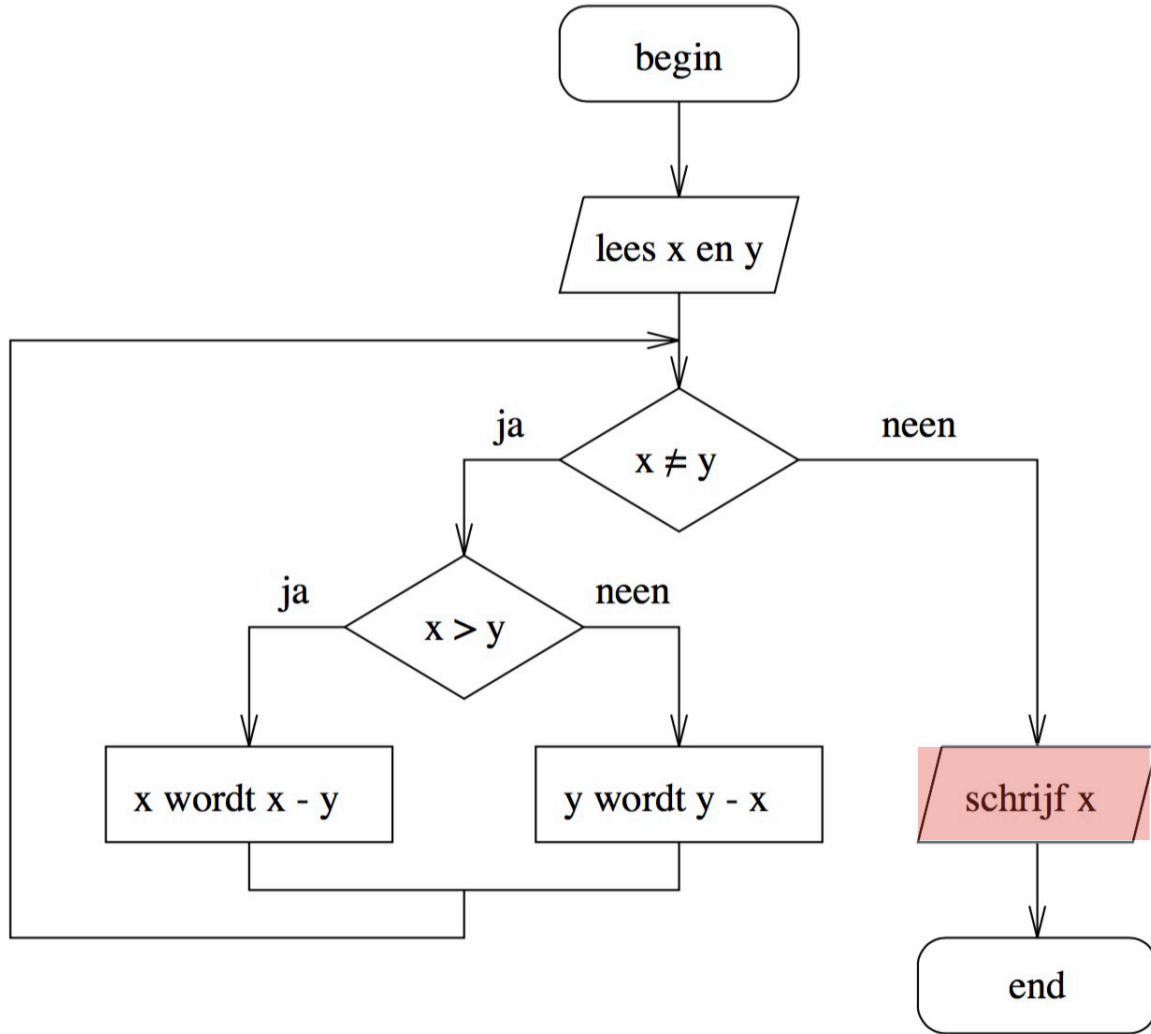 begin
lees x en y
ja
neen
x ≠ y
ja
neen
x > y
x wordt x - y
y wordt y - x
schrijf x
end